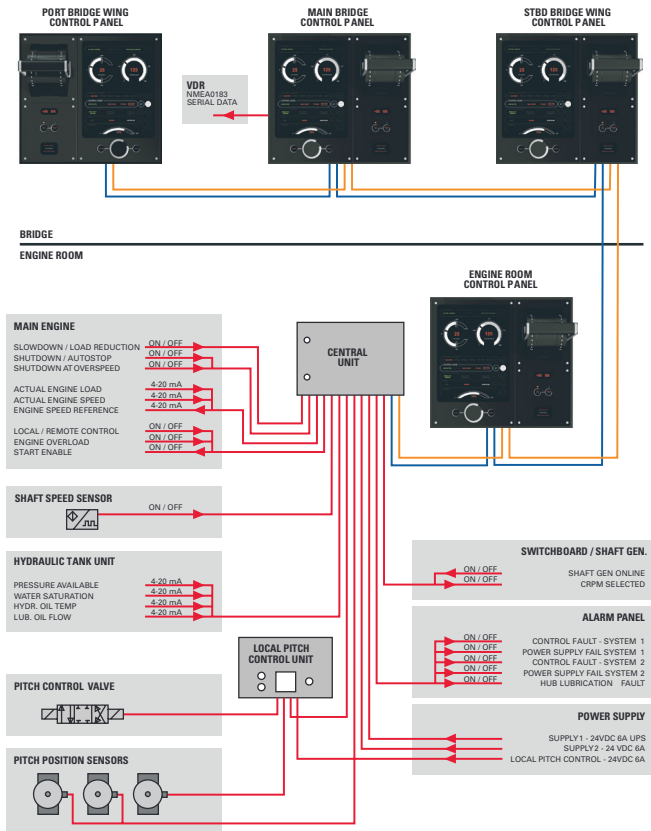 PORT BRIDGE WING
CONTROL PANEL
MAIN BRIDGE
CONTROL PANEL
STBD BRIDGE WING
CONTROL PANEL
VDR
NMEA0183
SERIAL DATA
BRIDGE
ENGINE ROOM
ENGINE ROOM
CONTROL PANEL
MAIN ENGINE
SLOWDOWN / LOAD REDUCTION ON / OFF
SHUTDOWN / AUTOSTOP ON / OFF
SHUTDOWN AT OVERSPEED ON / OFF
ACTUAL ENGINE LOAD 4-20 mA
ACTUAL ENGINE SPEED 4-20 mA
ENGINE SPEED REFERENCE 4-20 mA
LOCAL / REMOTE CONTROL ON / OFF
ENGINE OVERLOAD ON / OFF
START ENABLE ON / OFF
CENTRAL
UNIT
SHAFT SPEED SENSOR
ON / OFF
HYDRAULIC TANK UNIT
PRESSURE AVAILABLE 4-20 mA
WATER SATURATION 4-20 mA
HYDR. OIL TEMP 4-20 mA
LUB. OIL FLOW 4-20 mA
SWITCHBOARD / SHAFT GEN.
ON / OFF SHAFT GEN ONLINE
ON / OFF CRPM SELECTED
ALARM PANEL
ON / OFF CONTROL FAULT - SYSTEM 1
ON / OFF POWER SUPPLY FAIL SYSTEM 1
ON / OFF CONTROL FAULT - SYSTEM 2
ON / OFF POWER SUPPLY FAIL SYSTEM 2
ON / OFF HUB LUBRICATION FAULT
LOCAL PITCH
CONTROL UNIT
PITCH CONTROL VALVE
POWER SUPPLY
SUPPLY1 - 24VDC 6A UPS
SUPPLY2 - 24 VDC 6A
LOCAL PITCH CONTROL - 24VDC 6A
PITCH POSITION SENSORS